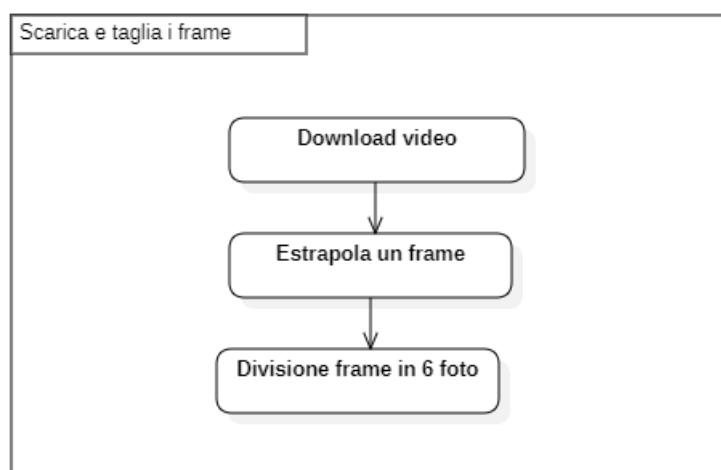 Scarica e taglia i frame
Download video
Estrapola un frame
Divisione frame in 6 foto